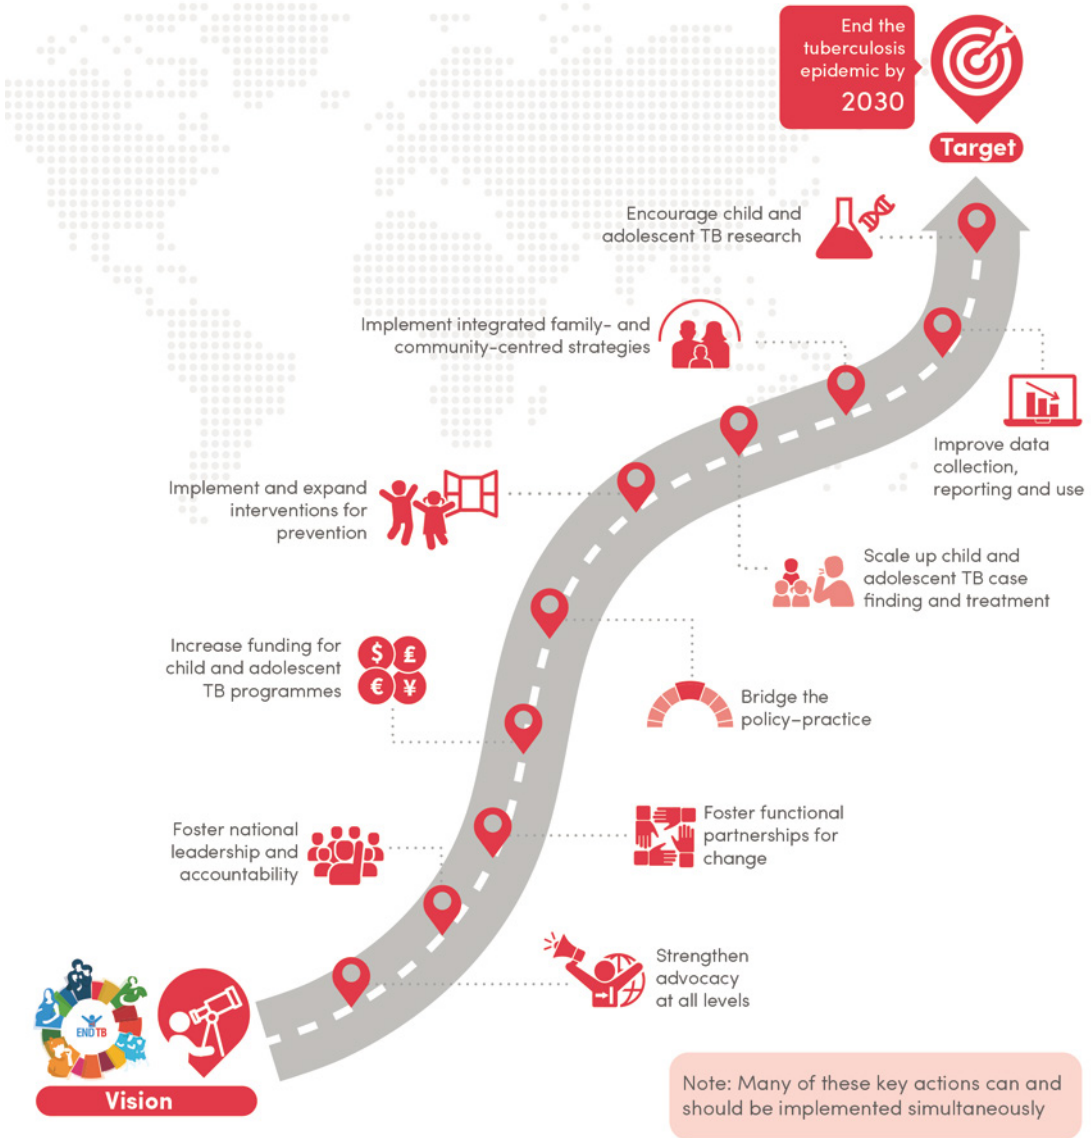 End the
tuberculosis
epidemic by
2030
Target
Encourage child and
adolescent TB research
Implement integrated family- and
community-centred strategies
Improve data
collection,
reporting and use
Implement and expand
interventions for
prevention
Scale up child and
adolescent TB case
finding and treatment
Increase funding for
child and adolescent
TB programmes
$ £
€ ¥
Bridge the
policy–practice
Foster functional
partnerships for
change
Foster national
leadership and
accountability
Strengthen
advocacy
at all levels
END TB
Vision
Note: Many of these key actions can and
should be implemented simultaneously